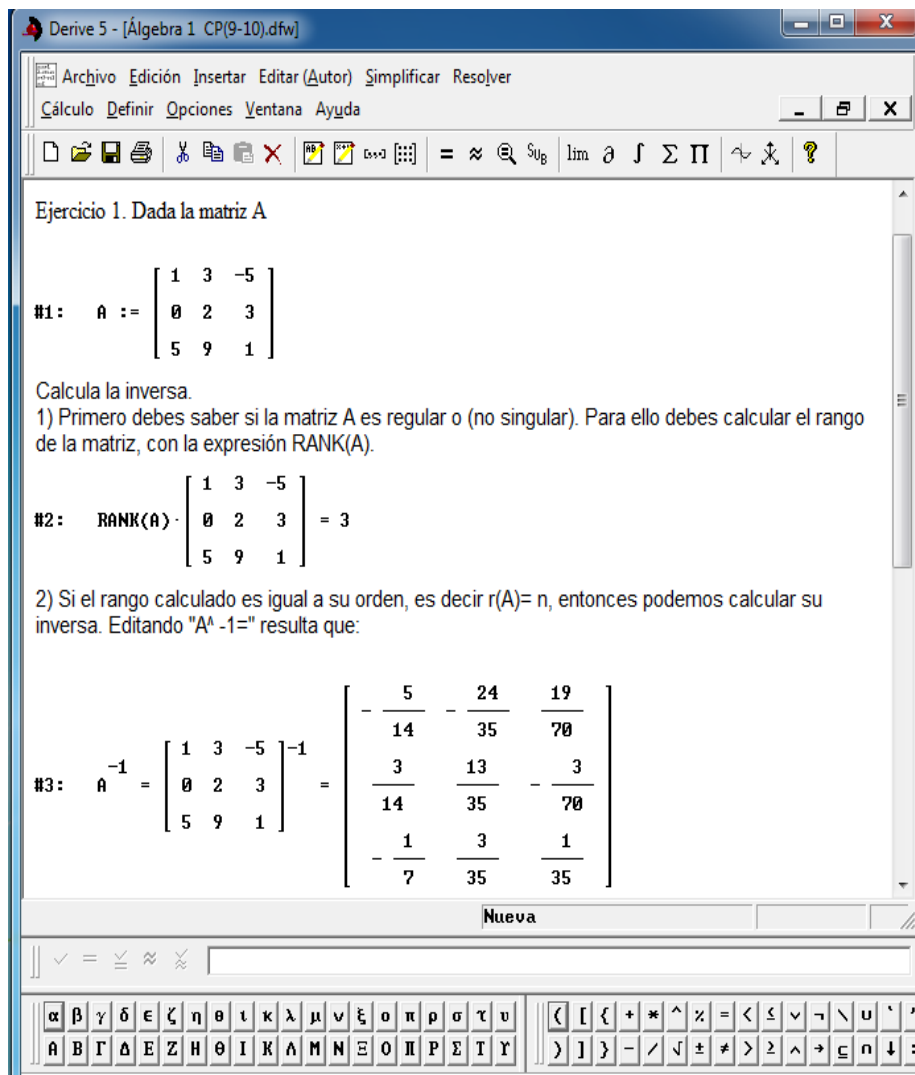 Derive 5 - [Álgebra 1 CP(9-10).dfw]
Archivo Edición Insertar Editar (Autor) Simplificar Resolver
Cálculo Definir Opciones Ventana Ayuda
= ≈ SUB lim ∂ ∫ Σ Π
Ejercicio 1. Dada la matriz A
1 3 -5
#1: A := 0 2 3
5 9 1
Calcula la inversa.
1) Primero debes saber si la matriz A es regular o (no singular). Para ello debes calcular el rango
de la matriz, con la expresión RANK(A).
1 3 -5
#2: RANK(A)· 0 2 3 = 3
5 9 1
2) Si el rango calculado es igual a su orden, es decir r(A)= n, entonces podemos calcular su
inversa. Editando "A^ -1=" resulta que:
- 5/14 - 24/35 19/70
1 3 -5 -1
#3: A^-1 = 0 2 3 = 3/14 13/35 - 3/70
5 9 1
- 1/7 3/35 1/35
Nueva
α β γ δ ε ζ η θ ι κ λ μ ν ξ ο π ρ σ τ υ ( [ { + * ^ % = < ≤ ∨ ¬ \ ∪ `
Α Β Γ Δ Ε Ζ Η Θ Ι Κ Λ Μ Ν Ξ Ο Π Ρ Σ Τ Υ ) ] } - / √ ± ≠ > ≥ ∧ → ⊆ ∩ ↓